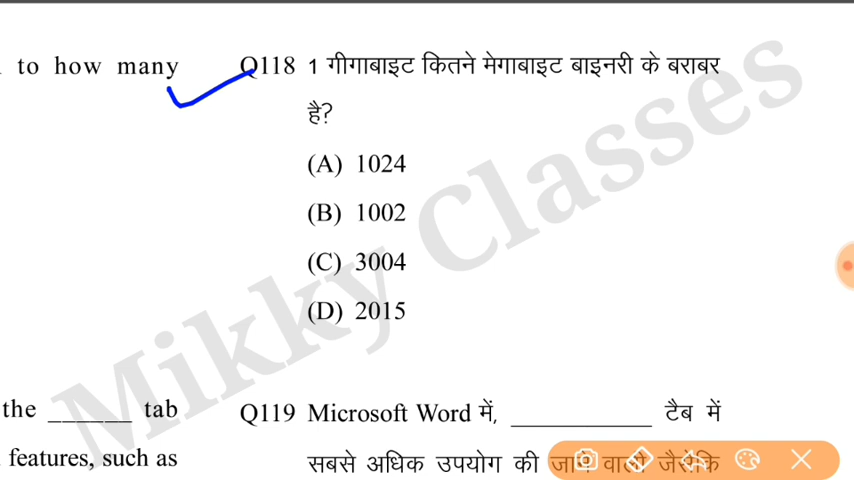 to how many
Q118 1 गीगाबाइट कितने मेगाबाइट बाइनरी के बराबर
है?
(A) 1024
(B) 1002
(C) 3004
(D) 2015
the ______ tab
features, such as
Q119 Microsoft Word में, ____________ टैब में
सबसे अधिक उपयोग की जाने वाली जैसेकि
Mikky Classes